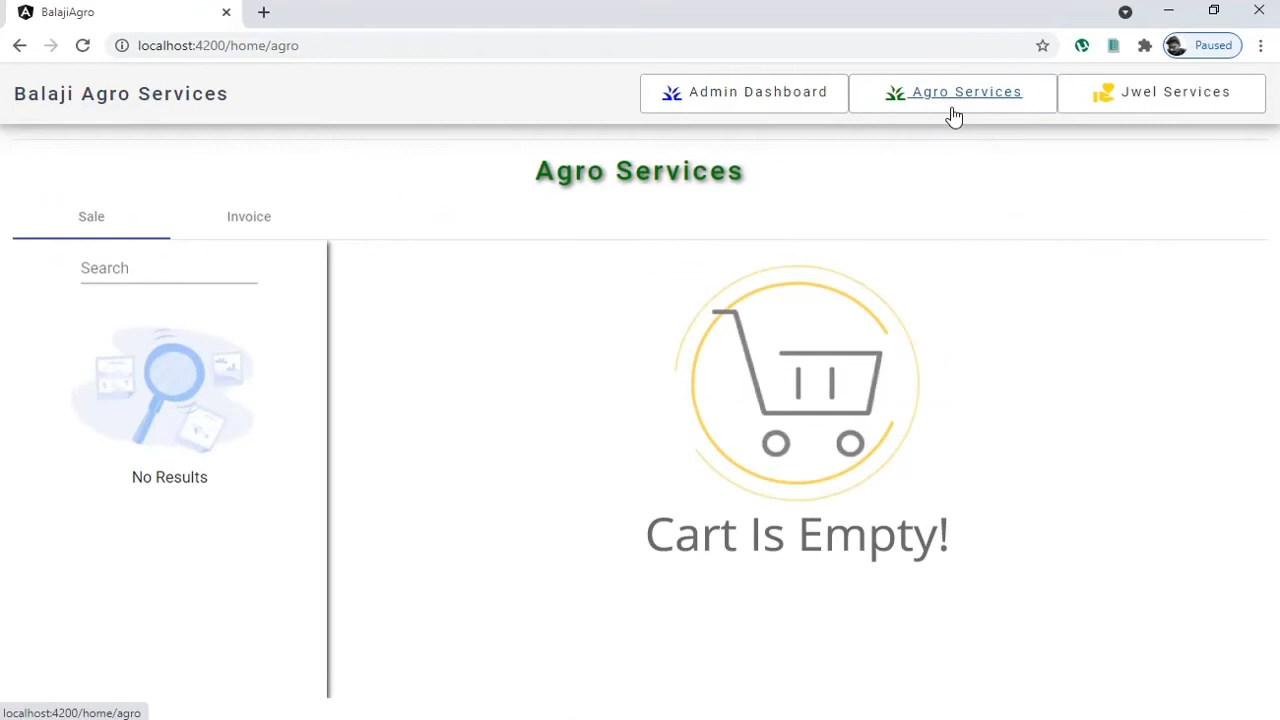 BalajiAgro
localhost:4200/home/agro
Paused
Balaji Agro Services
Admin Dashboard
Agro Services
Jwel Services
Agro Services
Sale
Invoice
Search
No Results
Cart Is Empty!
localhost:4200/home/agro